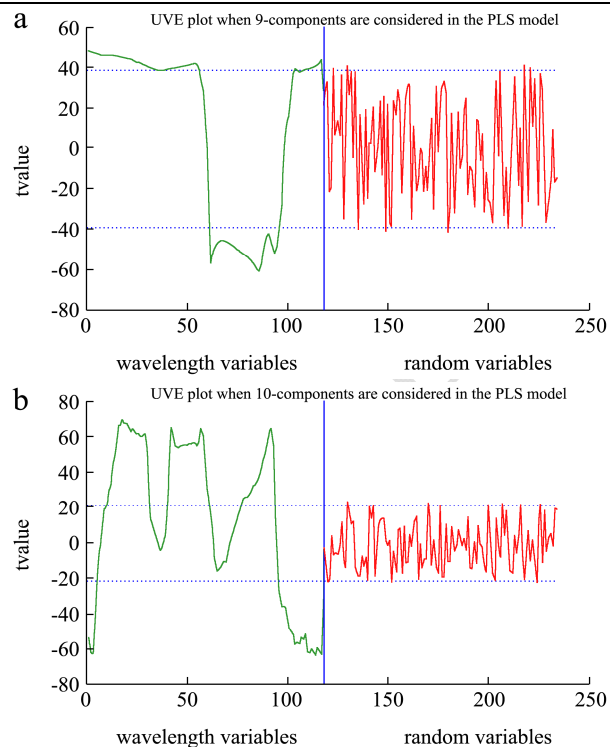 a
UVE plot when 9-components are considered in the PLS model
60
40
20
0
-20
-40
-60
-80
tvalue
0 50 100 150 200 250
wavelength variables random variables
b
UVE plot when 10-components are considered in the PLS model
80
60
40
20
0
-20
-40
-60
-80
tvalue
0 50 100 150 200 250
wavelength variables random variables